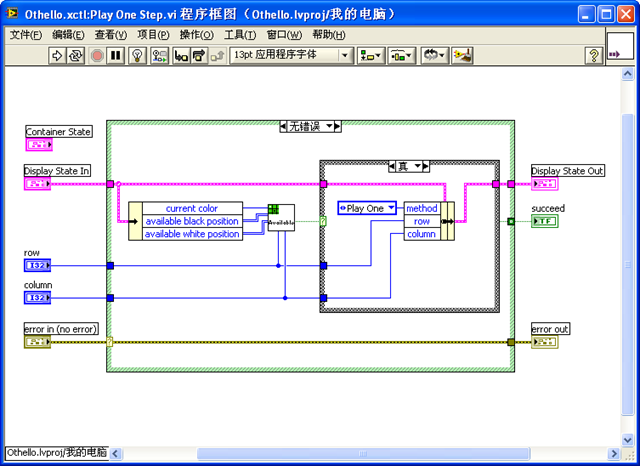 Othello.xctl:Play One Step.vi 程序框图（Othello.lvproj/我的电脑）
文件(F) 编辑(E) 查看(V) 项目(P) 操作(O) 工具(T) 窗口(W) 帮助(H)
13pt 应用程序字体
无错误
Container State
真
Display State In
Display State Out
current color
available black position
available white position
Available
Play One
method
row
column
succeed
TF
row
I32
column
I32
error in (no error)
error out
Othello.lvproj/我的电脑